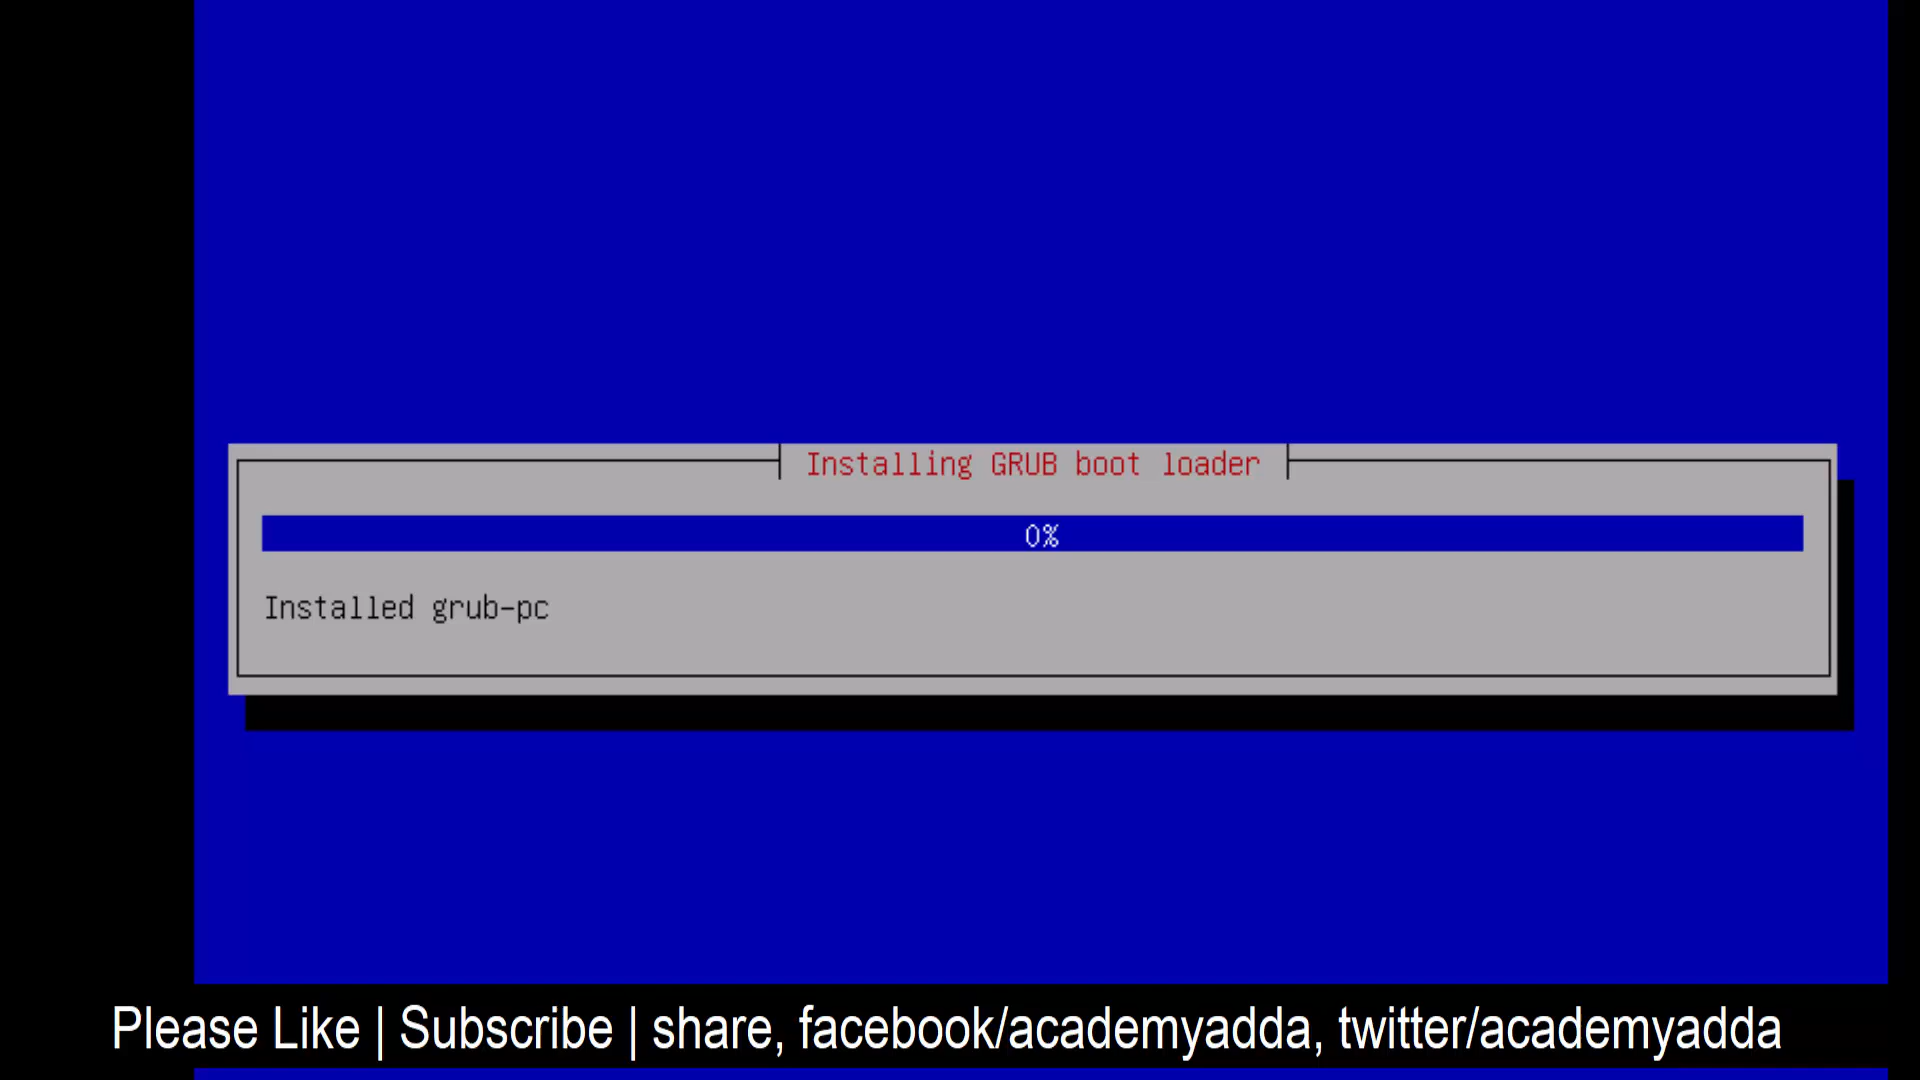 Installing GRUB boot loader
0%
Installed grub-pc
Please Like | Subscribe | share, facebook/academyadda, twitter/academyadda